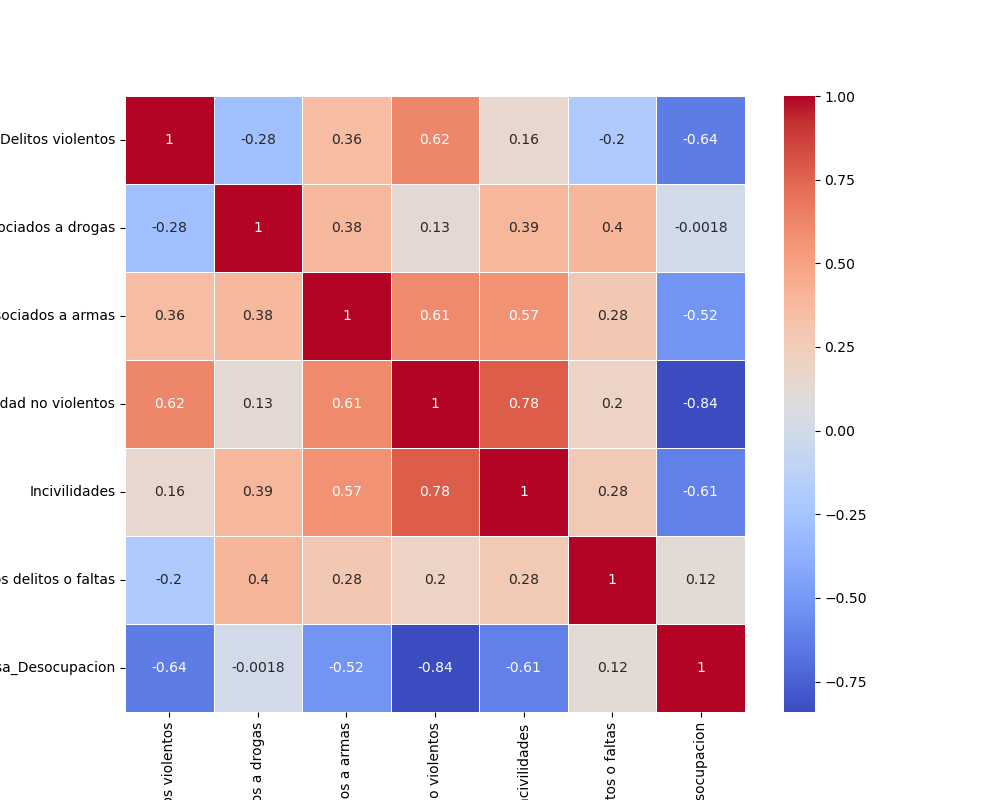 Delitos violentos 1 -0.28 0.36 0.62 0.16 -0.2 -0.64
ociados a drogas -0.28 1 0.38 0.13 0.39 0.4 -0.0018
sociados a armas 0.36 0.38 1 0.61 0.57 0.28 -0.52
dad no violentos 0.62 0.13 0.61 1 0.78 0.2 -0.84
Incivilidades 0.16 0.39 0.57 0.78 1 0.28 -0.61
s delitos o faltas -0.2 0.4 0.28 0.2 0.28 1 0.12
sa_Desocupacion -0.64 -0.0018 -0.52 -0.84 -0.61 0.12 1
os violentos
os a drogas
os a armas
o violentos
ncivilidades
tos o faltas
socupacion
1.00
0.75
0.50
0.25
0.00
−0.25
−0.50
−0.75